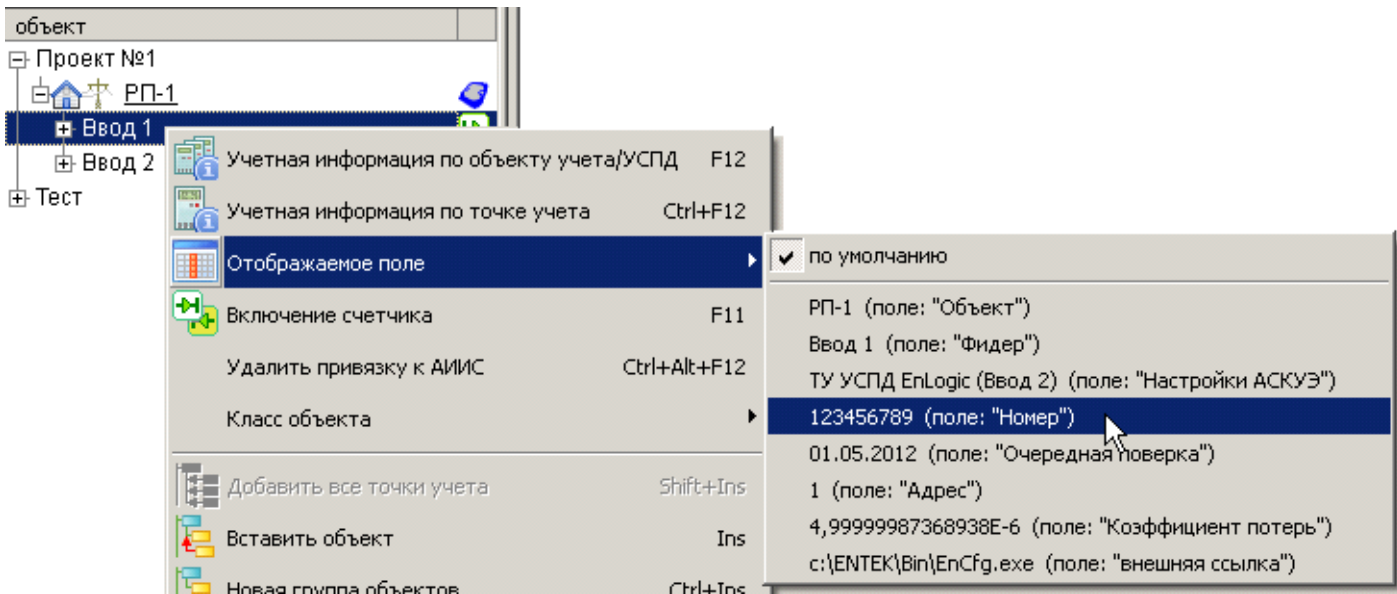 объект
Проект №1
РП-1
Ввод 1
Ввод 2
Тест
Учетная информация по объекту учета/УСПД F12
Учетная информация по точке учета Ctrl+F12
Отображаемое поле
Включение счетчика F11
Удалить привязку к АИИС Ctrl+Alt+F12
Класс объекта
Добавить все точки учета Shift+Ins
Вставить объект Ins
Новая группа объектов Ctrl+Ins
по умолчанию
РП-1 (поле: "Объект")
Ввод 1 (поле: "Фидер")
ТУ УСПД EnLogic (Ввод 2) (поле: "Настройки АСКУЭ")
123456789 (поле: "Номер")
01.05.2012 (поле: "Очередная поверка")
1 (поле: "Адрес")
4,99999987368938E-6 (поле: "Коэффициент потерь")
c:\ENTEK\Bin\EnCfg.exe (поле: "внешняя ссылка")